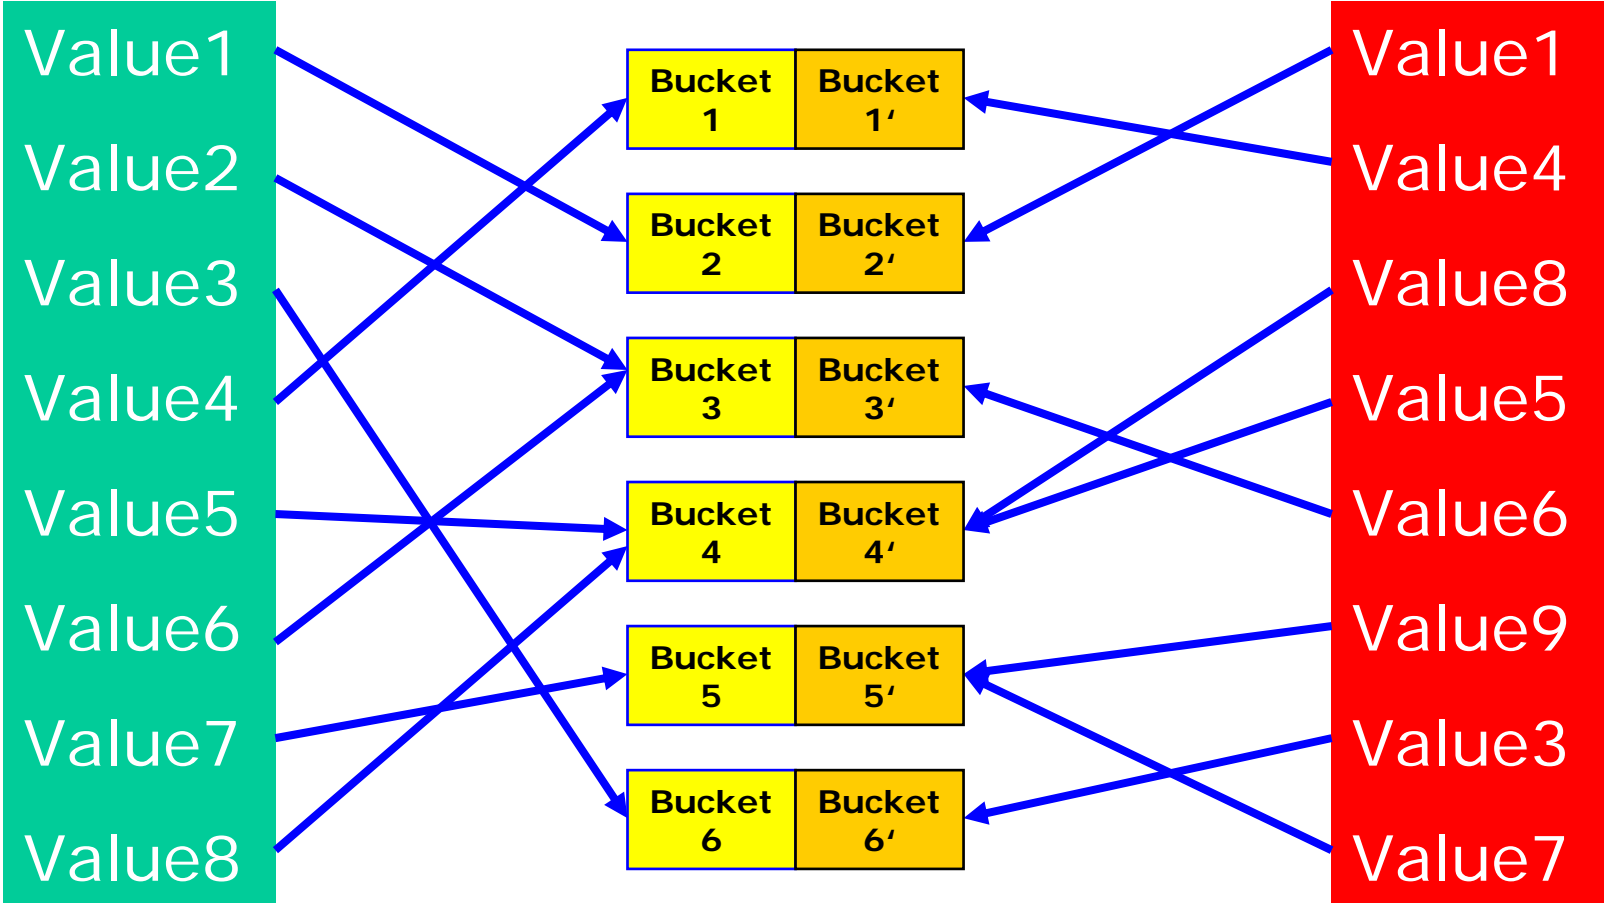 Value1
Value2
Value3
Value4
Value5
Value6
Value7
Value8
Bucket
1
Bucket
1‘
Bucket
2
Bucket
2‘
Bucket
3
Bucket
3‘
Bucket
4
Bucket
4‘
Bucket
5
Bucket
5‘
Bucket
6
Bucket
6‘
Value1
Value4
Value8
Value5
Value6
Value9
Value3
Value7